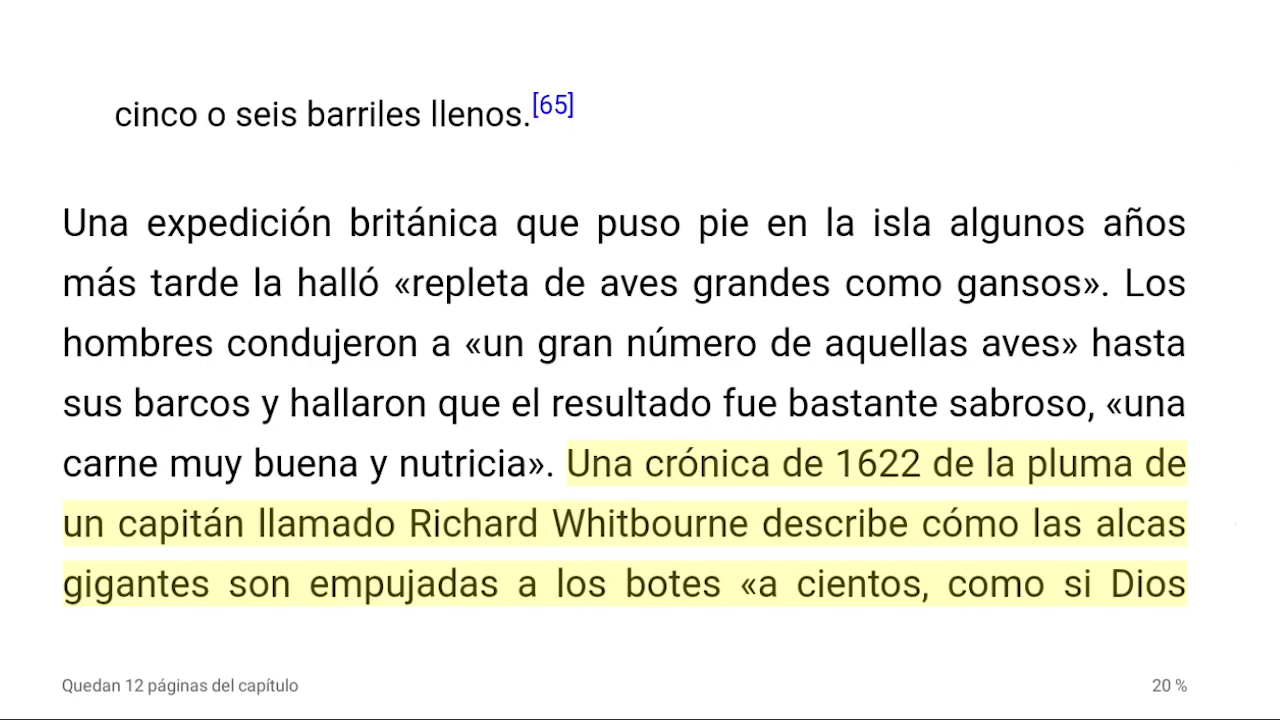 cinco o seis barriles llenos.[65]
Una expedición británica que puso pie en la isla algunos años
más tarde la halló «repleta de aves grandes como gansos». Los
hombres condujeron a «un gran número de aquellas aves» hasta
sus barcos y hallaron que el resultado fue bastante sabroso, «una
carne muy buena y nutricia». Una crónica de 1622 de la pluma de
un capitán llamado Richard Whitbourne describe cómo las alcas
gigantes son empujadas a los botes «a cientos, como si Dios
Quedan 12 páginas del capítulo
20 %